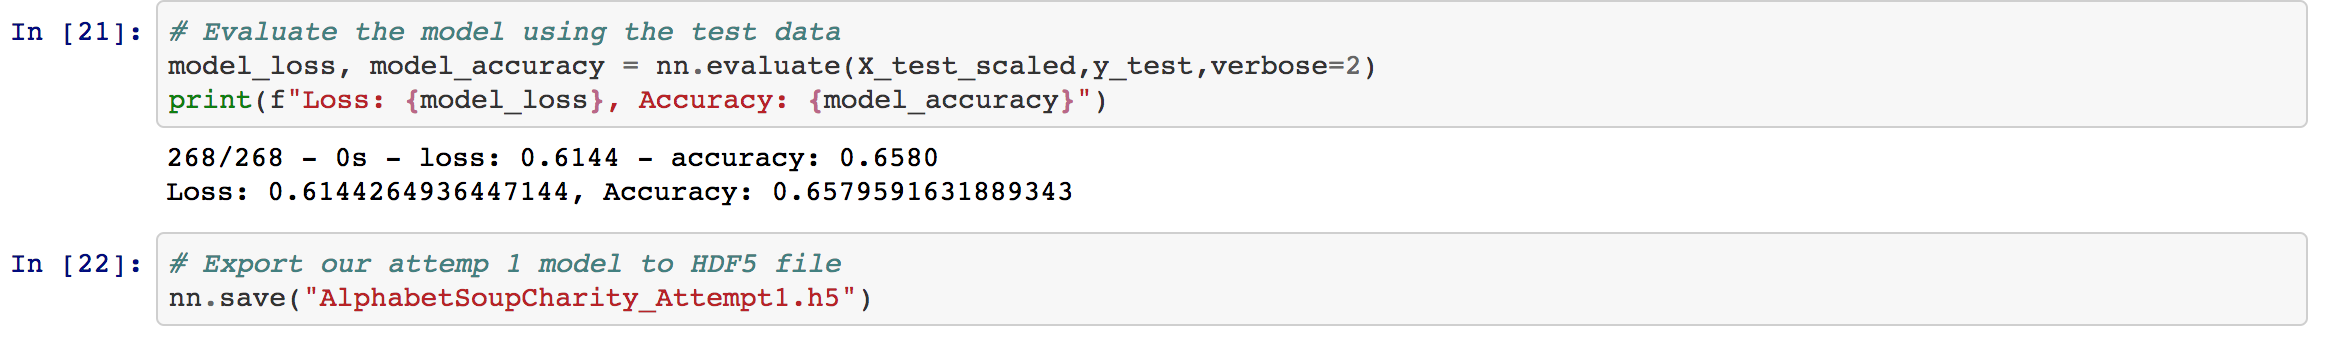 In [21]:
# Evaluate the model using the test data
model_loss, model_accuracy = nn.evaluate(X_test_scaled,y_test,verbose=2)
print(f"Loss: {model_loss}, Accuracy: {model_accuracy}")
268/268 - 0s - loss: 0.6144 - accuracy: 0.6580
Loss: 0.6144264936447144, Accuracy: 0.6579591631889343
In [22]:
# Export our attemp 1 model to HDF5 file
nn.save("AlphabetSoupCharity_Attempt1.h5")